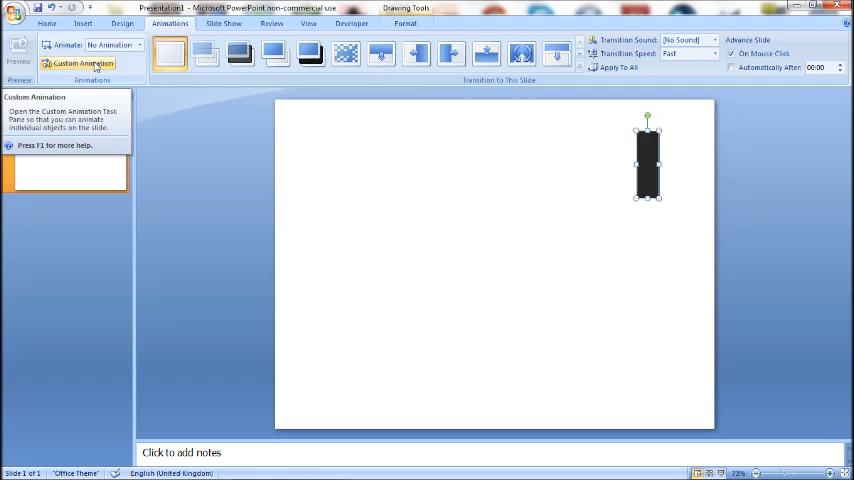 Presentation1 - Microsoft PowerPoint non-commercial use
Drawing Tools
Home Insert Design Animations Slide Show Review View Developer Format
Preview
Animate: No Animation
Custom Animation
Transition Sound: [No Sound]
Transition Speed: Fast
Apply To All
Advance Slide
On Mouse Click
Automatically After: 00:00
Preview Animations Transition to This Slide
Custom Animation
Open the Custom Animation Task
Pane so that you can animate
individual objects on the slide.
Press F1 for more help.
Click to add notes
Slide 1 of 1 "Office Theme" English (United Kingdom) 73%